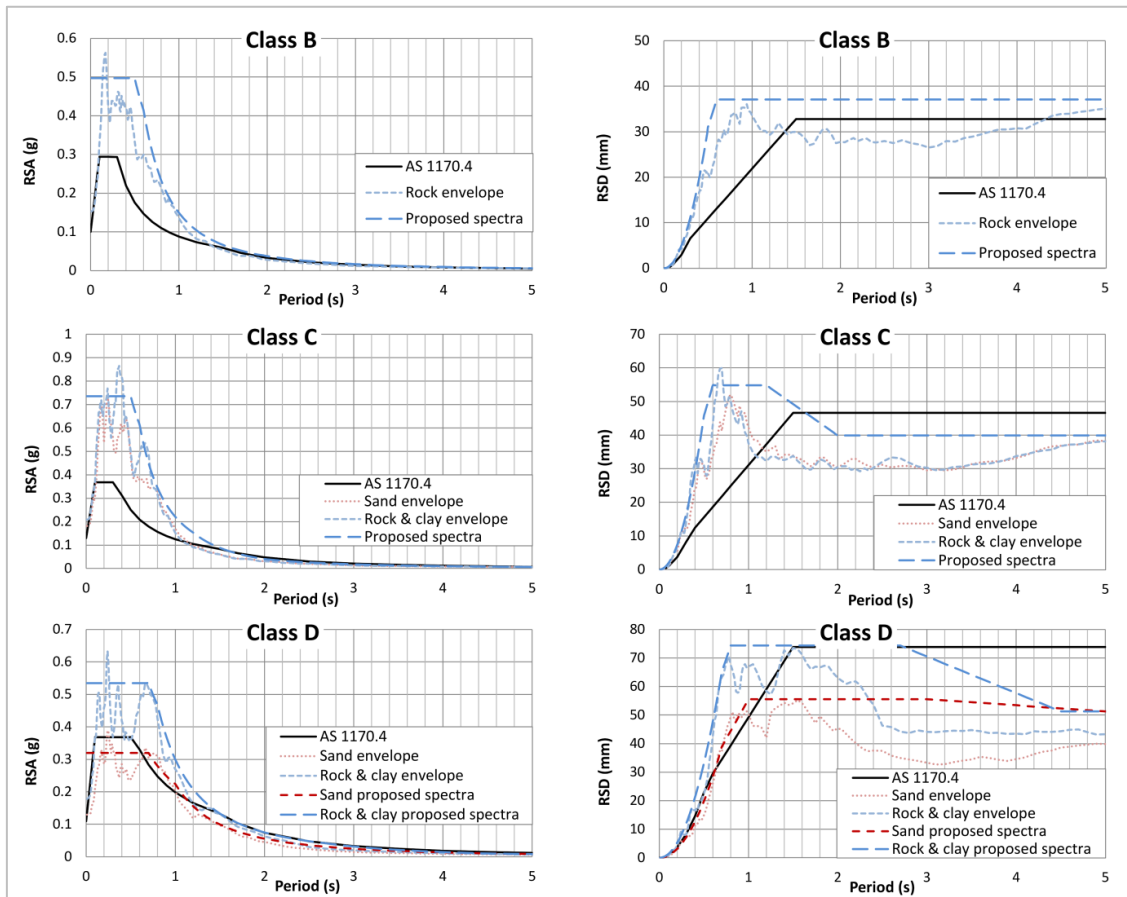 Class B
RSA (g)
0.6
0.5
0.4
0.3
0.2
0.1
0
AS 1170.4
Rock envelope
Proposed spectra
0 1 2 3 4 5
Period (s)
Class B
RSD (mm)
50
40
30
20
10
0
AS 1170.4
Rock envelope
Proposed spectra
0 1 2 3 4 5
Period (s)
Class C
RSA (g)
1
0.9
0.8
0.7
0.6
0.5
0.4
0.3
0.2
0.1
0
AS 1170.4
Sand envelope
Rock & clay envelope
Proposed spectra
0 1 2 3 4 5
Period (s)
Class C
RSD (mm)
70
60
50
40
30
20
10
0
AS 1170.4
Sand envelope
Rock & clay envelope
Proposed spectra
0 1 2 3 4 5
Period (s)
Class D
RSA (g)
0.7
0.6
0.5
0.4
0.3
0.2
0.1
0
AS 1170.4
Sand envelope
Rock & clay envelope
Sand proposed spectra
Rock & clay proposed spectra
0 1 2 3 4 5
Period (s)
Class D
RSD (mm)
80
70
60
50
40
30
20
10
0
AS 1170.4
Sand envelope
Rock & clay envelope
Sand proposed spectra
Rock & clay proposed spectra
0 1 2 3 4 5
Period (s)